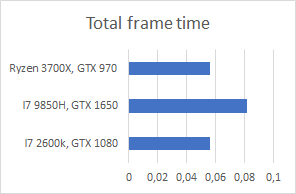 Total frame time
Ryzen 3700X, GTX 970
I7 9850H, GTX 1650
I7 2600k, GTX 1080
0 0,02 0,04 0,06 0,08 0,1